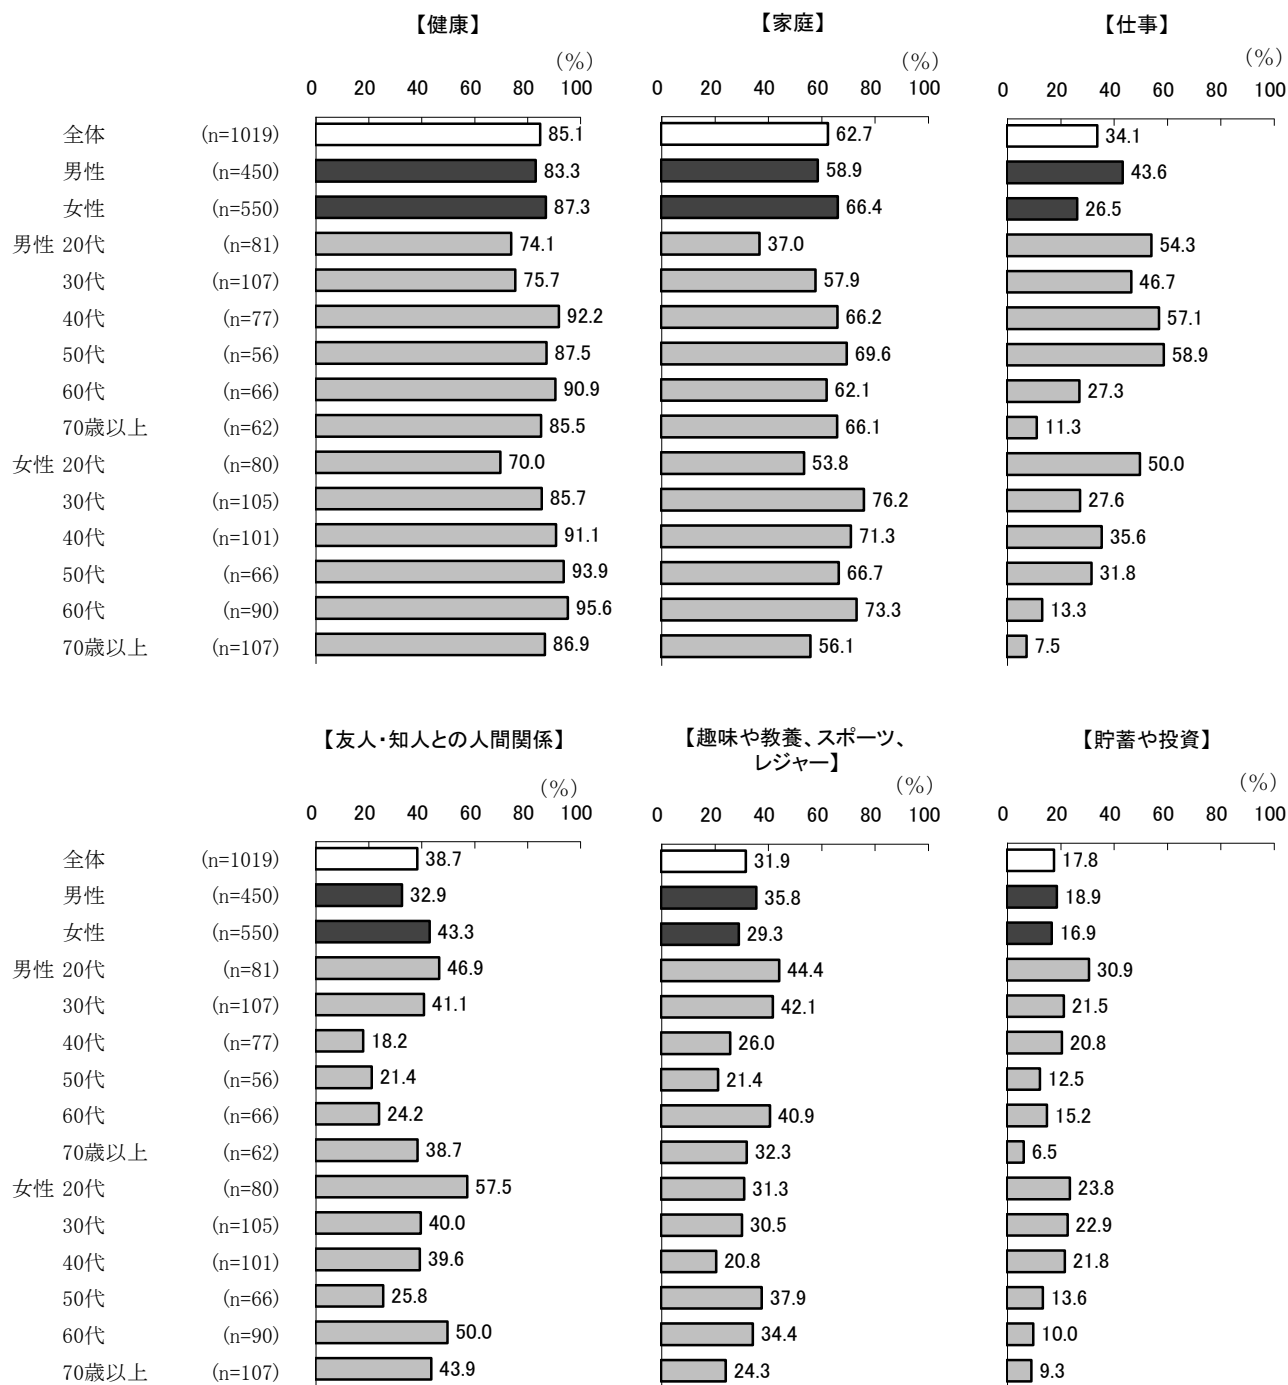 【健康】 【家庭】 【仕事】
(%) (%) (%)
0 20 40 60 80 100 0 20 40 60 80 100 0 20 40 60 80 100
全体 (n=1019) 85.1 62.7 34.1
男性 (n=450) 83.3 58.9 43.6
女性 (n=550) 87.3 66.4 26.5
男性 20代 (n=81) 74.1 37.0 54.3
30代 (n=107) 75.7 57.9 46.7
40代 (n=77) 92.2 66.2 57.1
50代 (n=56) 87.5 69.6 58.9
60代 (n=66) 90.9 62.1 27.3
70歳以上 (n=62) 85.5 66.1 11.3
女性 20代 (n=80) 70.0 53.8 50.0
30代 (n=105) 85.7 76.2 27.6
40代 (n=101) 91.1 71.3 35.6
50代 (n=66) 93.9 66.7 31.8
60代 (n=90) 95.6 73.3 13.3
70歳以上 (n=107) 86.9 56.1 7.5
【友人・知人との人間関係】 【趣味や教養、スポーツ、 【貯蓄や投資】
レジャー】
(%) (%) (%)
0 20 40 60 80 100 0 20 40 60 80 100 0 20 40 60 80 100
全体 (n=1019) 38.7 31.9 17.8
男性 (n=450) 32.9 35.8 18.9
女性 (n=550) 43.3 29.3 16.9
男性 20代 (n=81) 46.9 44.4 30.9
30代 (n=107) 41.1 42.1 21.5
40代 (n=77) 18.2 26.0 20.8
50代 (n=56) 21.4 21.4 12.5
60代 (n=66) 24.2 40.9 15.2
70歳以上 (n=62) 38.7 32.3 6.5
女性 20代 (n=80) 57.5 31.3 23.8
30代 (n=105) 40.0 30.5 22.9
40代 (n=101) 39.6 20.8 21.8
50代 (n=66) 25.8 37.9 13.6
60代 (n=90) 50.0 34.4 10.0
70歳以上 (n=107) 43.9 24.3 9.3